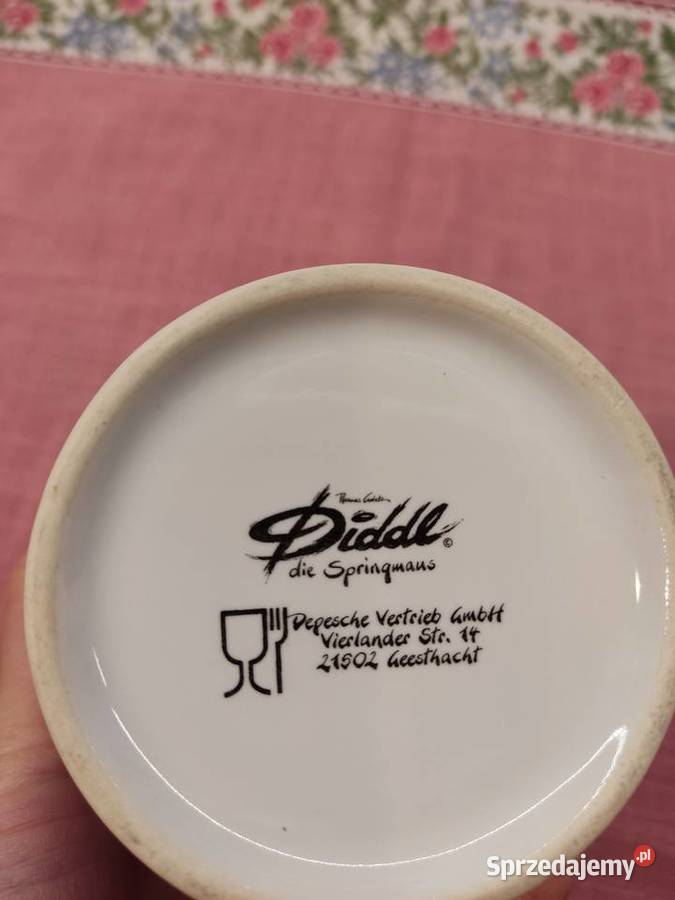 Diddl ©
die Springmaus
Depesche Vertrieb GmbH
Vierlander Str. 14
21502 Geesthacht
Sprzedajemy.pl